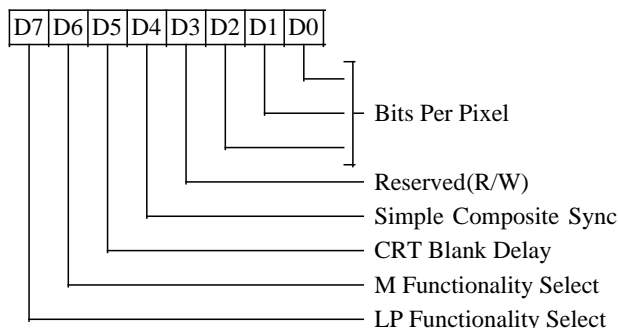 D7 D6 D5 D4 D3 D2 D1 D0
Bits Per Pixel
Reserved(R/W)
Simple Composite Sync
CRT Blank Delay
M Functionality Select
LP Functionality Select